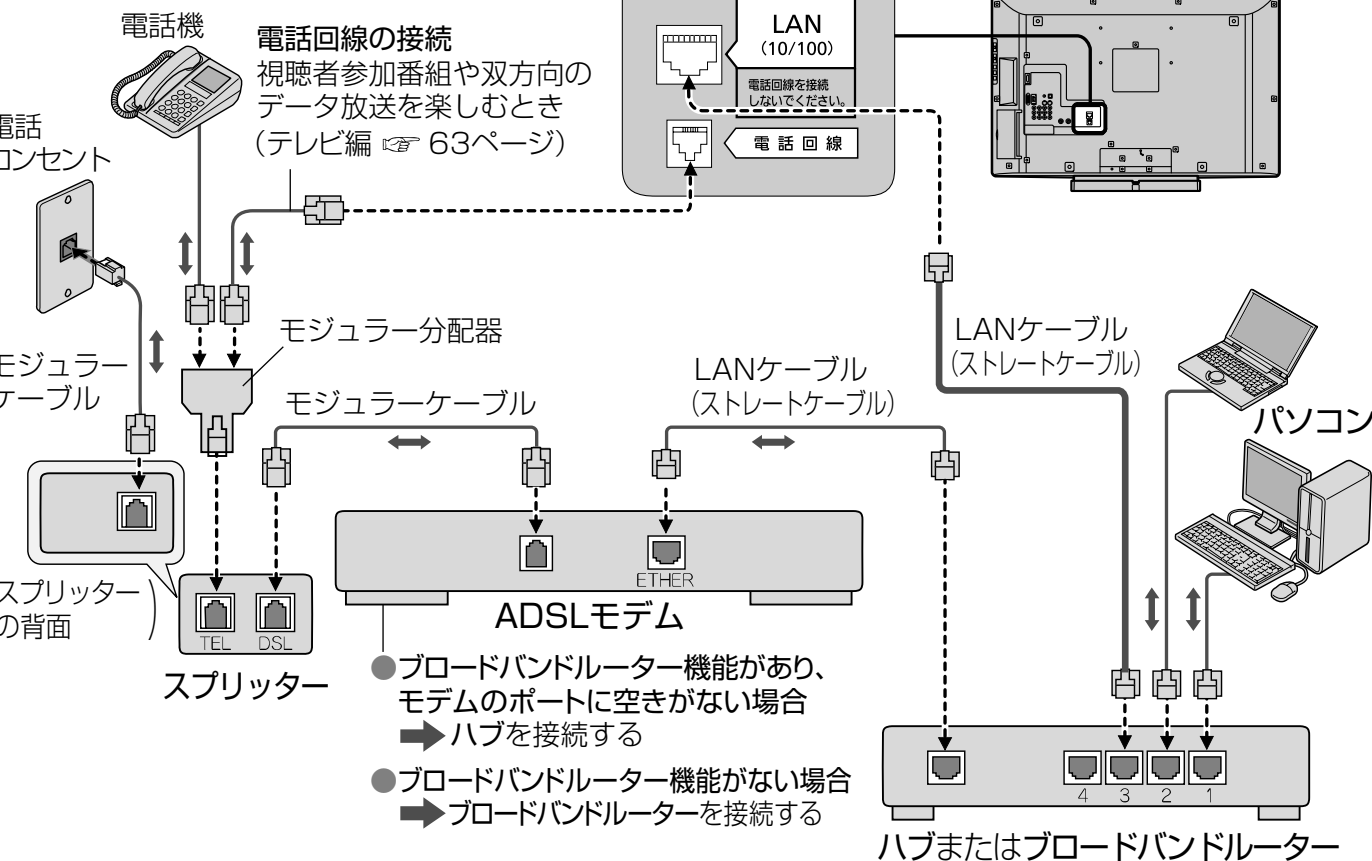 電話機
電話回線の接続
視聴者参加番組や双方向の
データ放送を楽しむとき
(テレビ編 ☞ 63ページ)
LAN
(10/100)
電話回線を接続
しないでください。
電話回線
電話
コンセント
モジュラー
ケーブル
モジュラー分配器
モジュラーケーブル
LANケーブル
(ストレートケーブル)
LANケーブル
(ストレートケーブル)
パソコン
スプリッター
の背面
TEL
DSL
スプリッター
ETHER
ADSLモデム
●ブロードバンドルーター機能があり、
モデムのポートに空きがない場合
➡ハブを接続する
●ブロードバンドルーター機能がない場合
➡ブロードバンドルーターを接続する
4 3 2 1
ハブまたはブロードバンドルーター